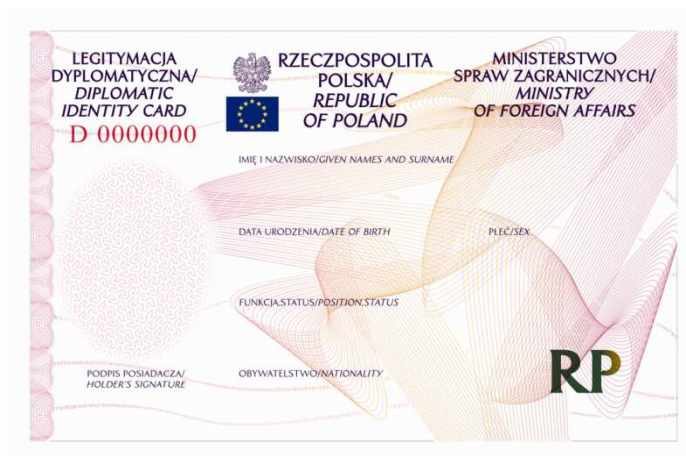 LEGITYMACJA
DYPLOMATYCZNA/
DIPLOMATIC
IDENTITY CARD
D 0000000
RZECZPOSPOLITA
POLSKA/
REPUBLIC
OF POLAND
MINISTERSTWO
SPRAW ZAGRANICZNYCH/
MINISTRY
OF FOREIGN AFFAIRS
IMIĘ I NAZWISKO/GIVEN NAMES AND SURNAME
DATA URODZENIA/DATE OF BIRTH
PŁEĆ/SEX
FUNKCJA,STATUS/POSITION,STATUS
PODPIS POSIADACZA/
HOLDER'S SIGNATURE
OBYWATELSTWO/NATIONALITY
RP